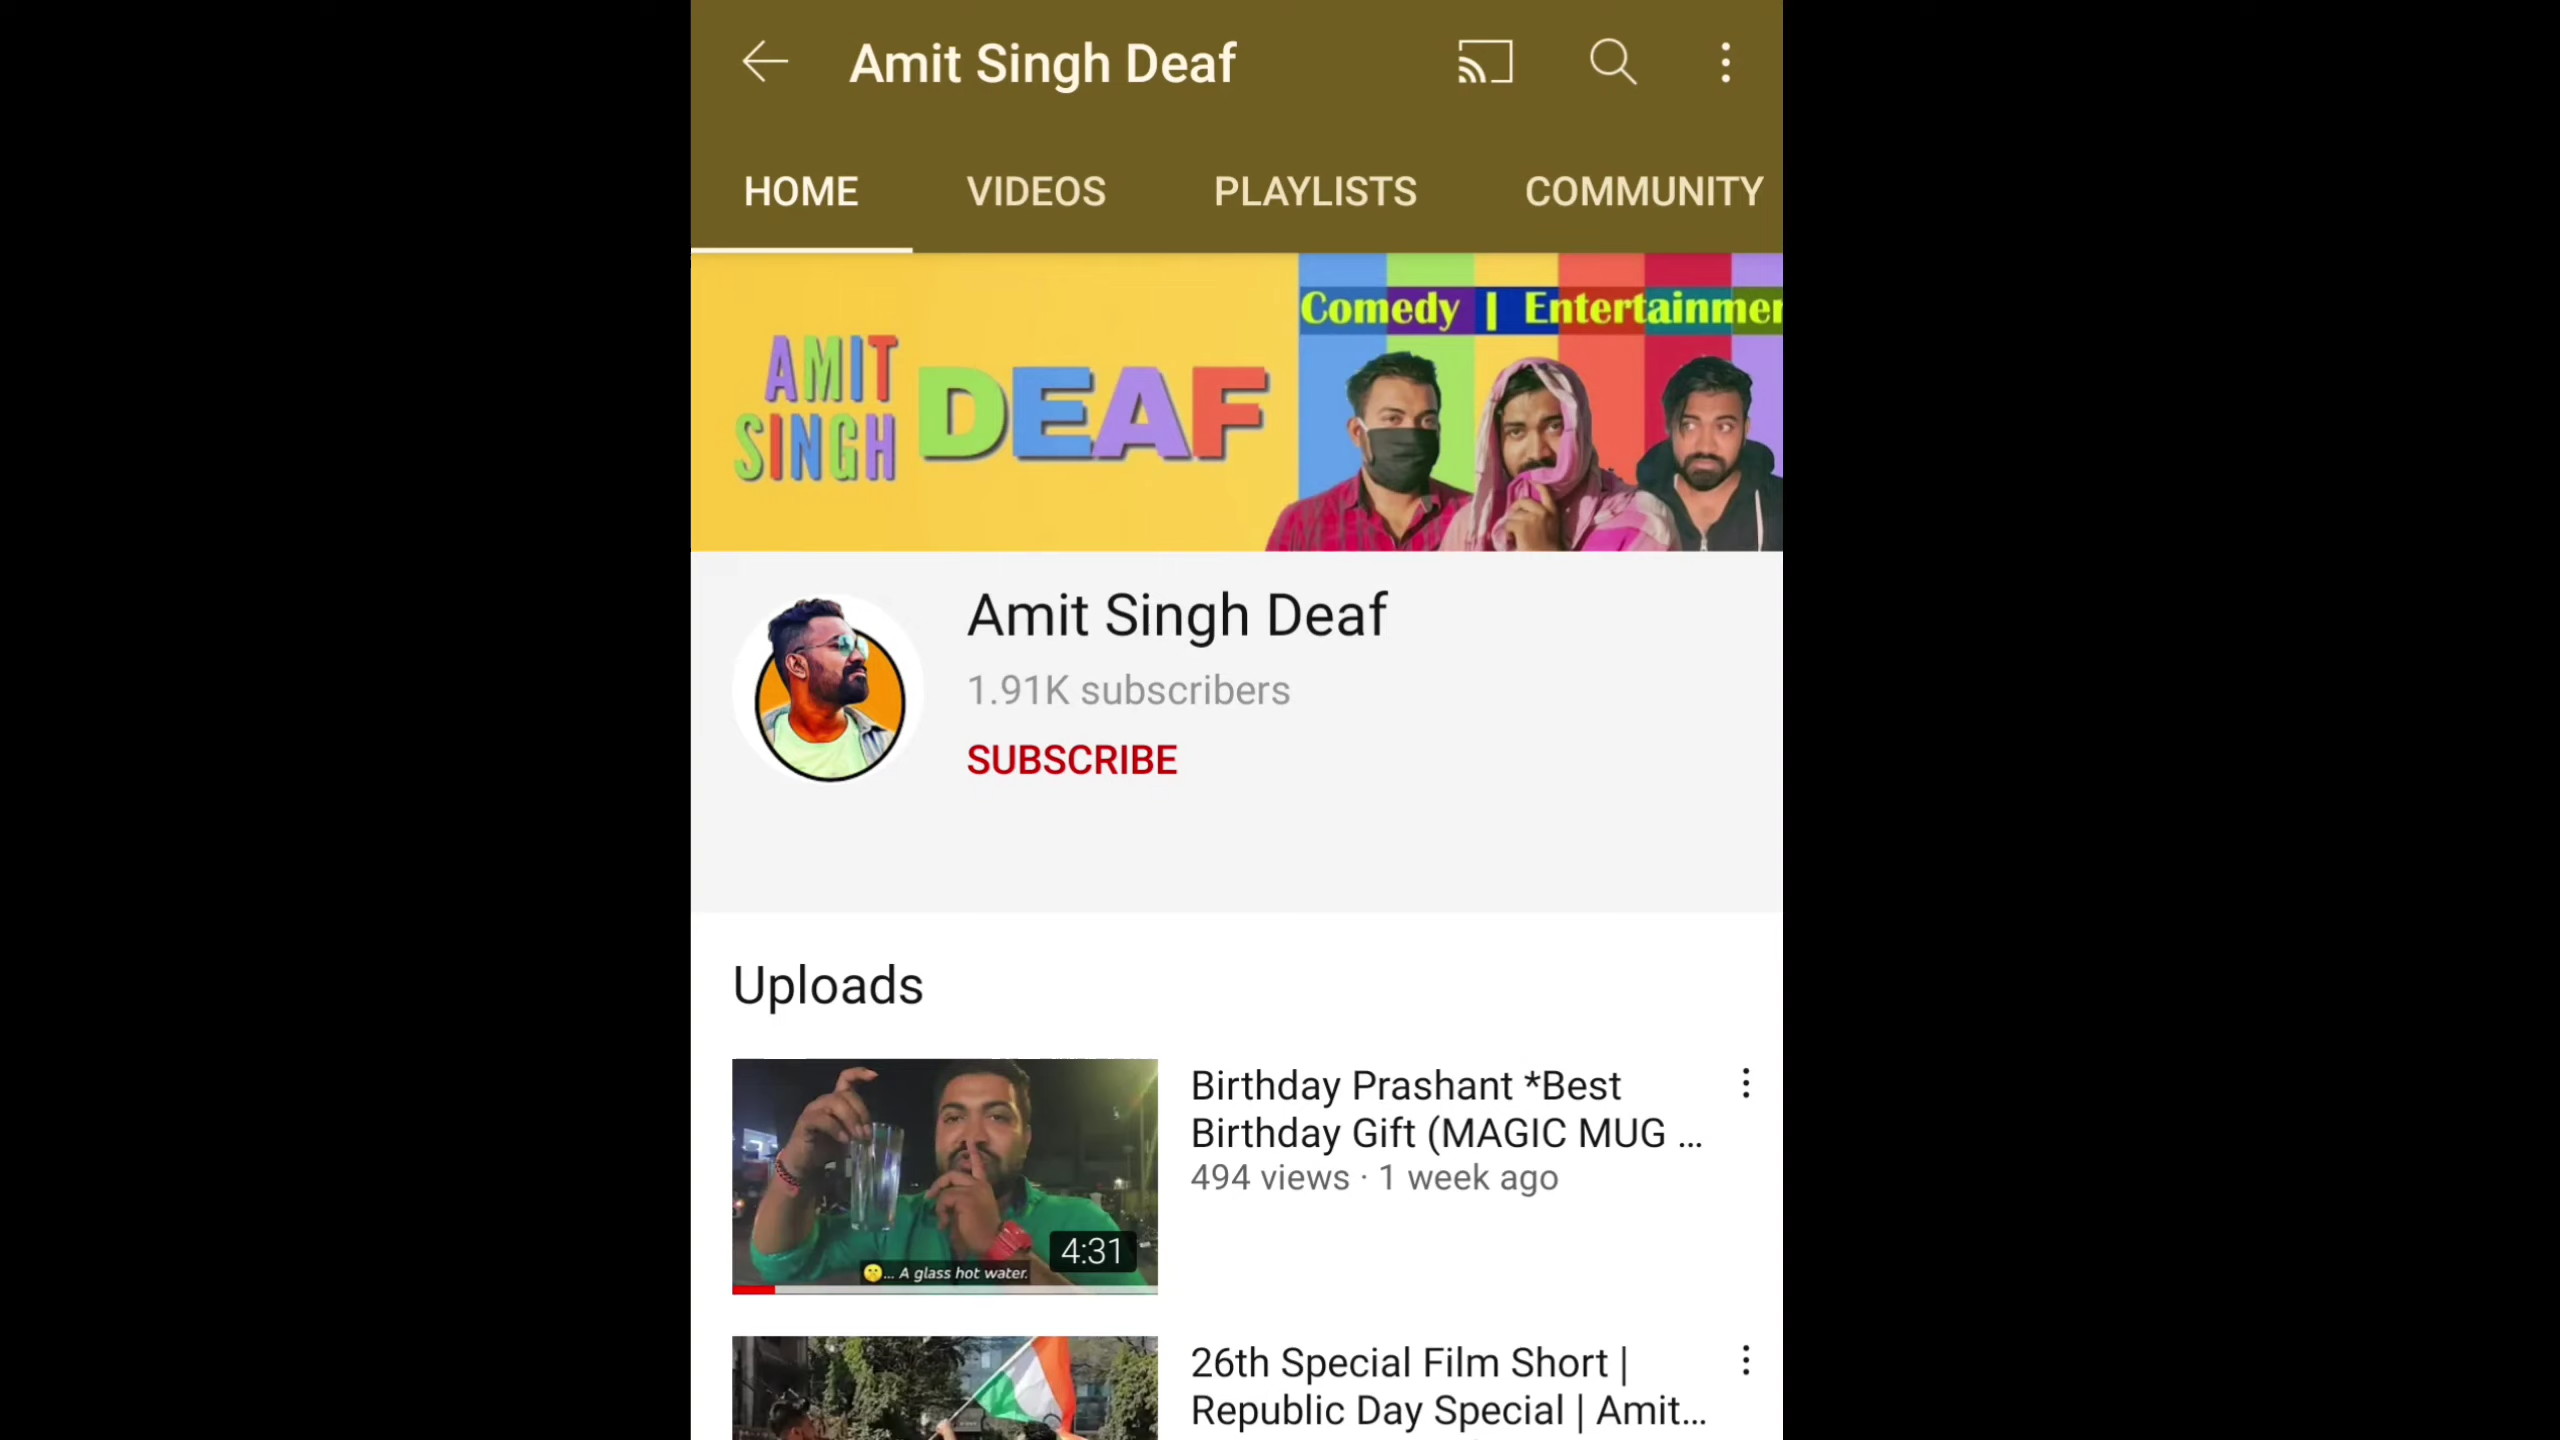 Amit Singh Deaf
HOME VIDEOS PLAYLISTS COMMUNITY
Comedy | Entertainmen
AMIT
SINGH
DEAF
Amit Singh Deaf
1.91K subscribers
SUBSCRIBE
Uploads
Birthday Prashant *Best
Birthday Gift (MAGIC MUG ...
494 views · 1 week ago
4:31
🤫... A glass hot water.
26th Special Film Short |
Republic Day Special | Amit...